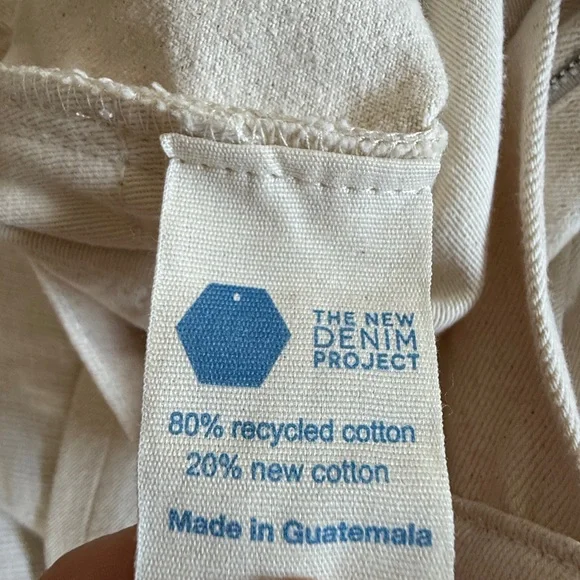 THE NEW
DENIM
PROJECT
80% recycled cotton
20% new cotton
Made in Guatemala